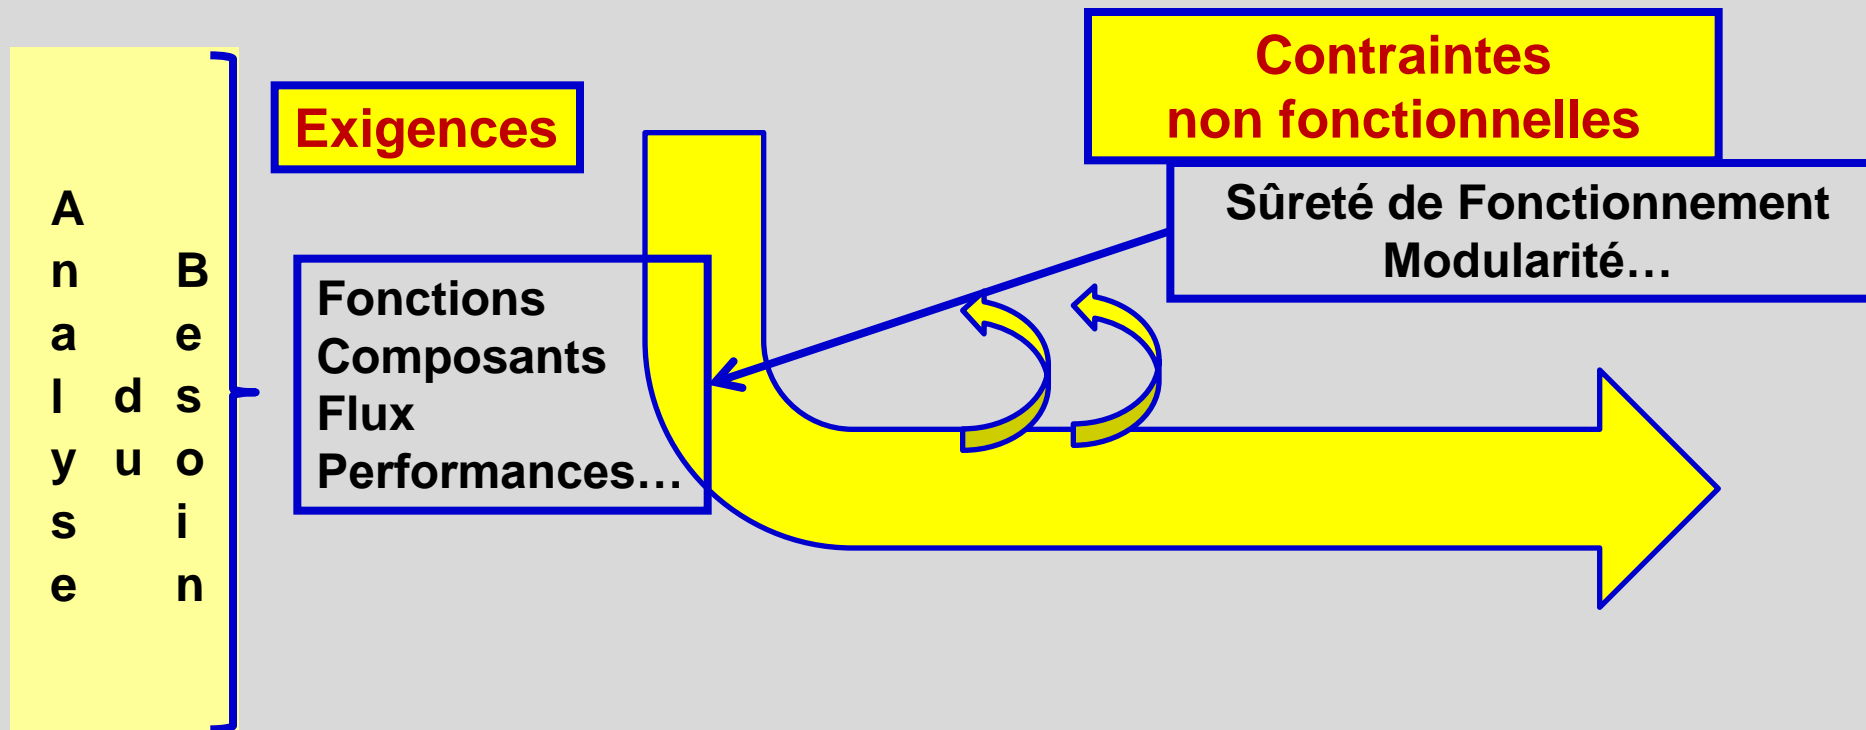 Analyse
du
Besoin
Exigences
Fonctions
Composants
Flux
Performances…
Contraintes
non fonctionnelles
Sûreté de Fonctionnement
Modularité…